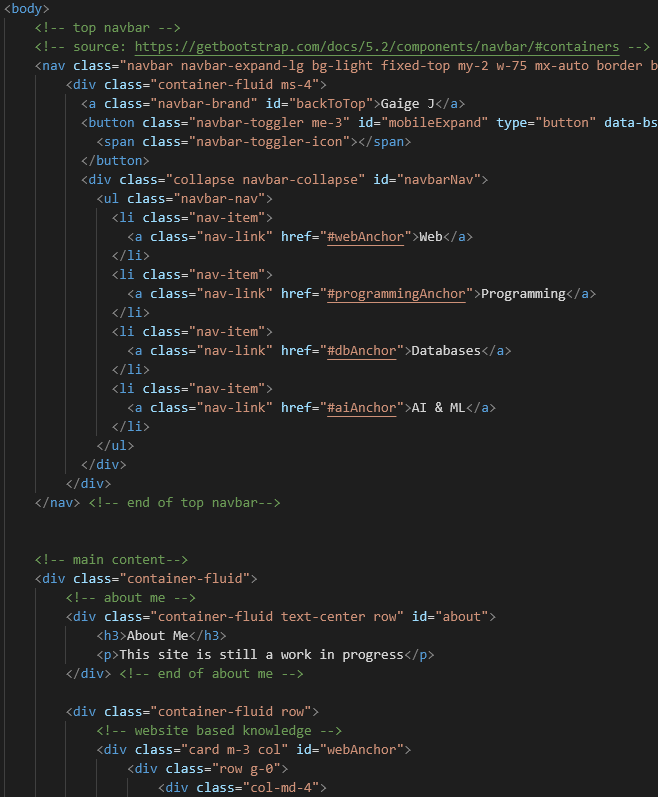 <body>
<!-- top navbar -->
<!-- source: https://getbootstrap.com/docs/5.2/components/navbar/#containers -->
<nav class="navbar navbar-expand-lg bg-light fixed-top my-2 w-75 mx-auto border b
<div class="container-fluid ms-4">
<a class="navbar-brand" id="backToTop">Gaige J</a>
<button class="navbar-toggler me-3" id="mobileExpand" type="button" data-bs
<span class="navbar-toggler-icon"></span>
</button>
<div class="collapse navbar-collapse" id="navbarNav">
<ul class="navbar-nav">
<li class="nav-item">
<a class="nav-link" href="#webAnchor">Web</a>
</li>
<li class="nav-item">
<a class="nav-link" href="#programmingAnchor">Programming</a>
</li>
<li class="nav-item">
<a class="nav-link" href="#dbAnchor">Databases</a>
</li>
<li class="nav-item">
<a class="nav-link" href="#aiAnchor">AI & ML</a>
</li>
</ul>
</div>
</div>
</nav> <!-- end of top navbar-->
<!-- main content-->
<div class="container-fluid">
<!-- about me -->
<div class="container-fluid text-center row" id="about">
<h3>About Me</h3>
<p>This site is still a work in progress</p>
</div> <!-- end of about me -->
<div class="container-fluid row">
<!-- website based knowledge -->
<div class="card m-3 col" id="webAnchor">
<div class="row g-0">
<div class="col-md-4">